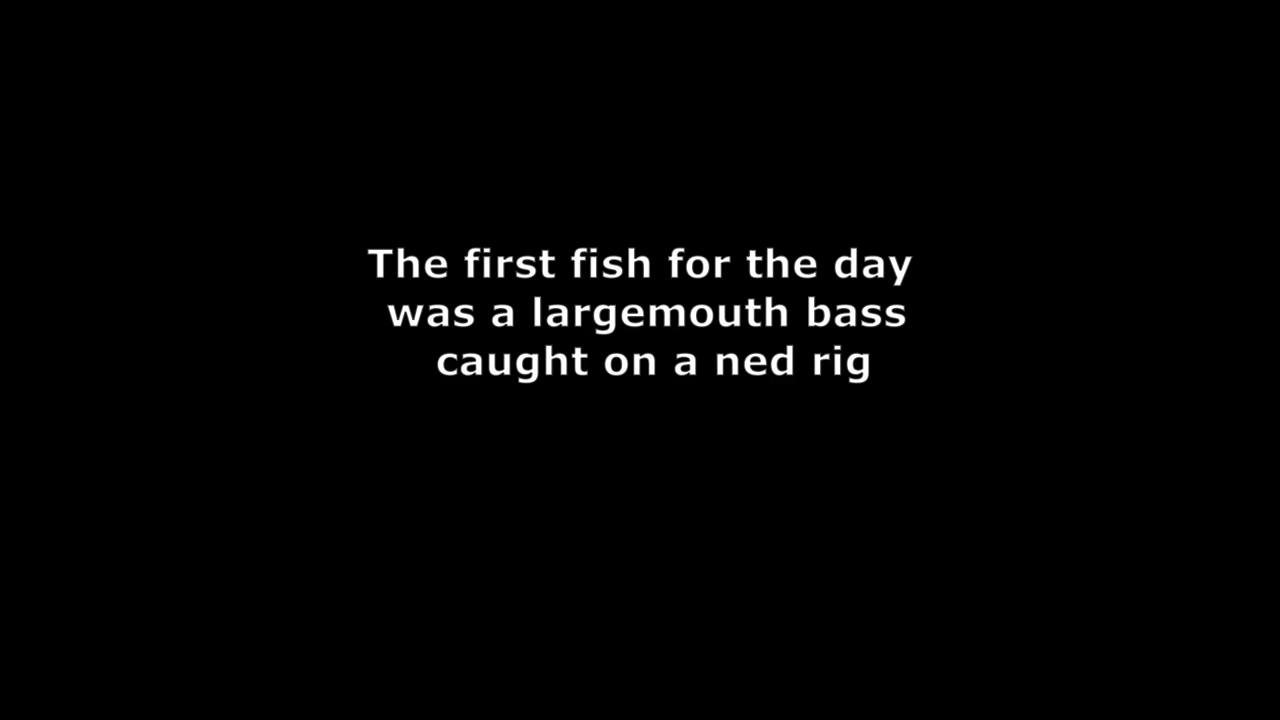 The first fish for the day
was a largemouth bass
caught on a ned rig